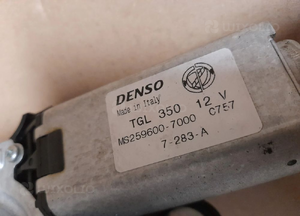 DENSO
Made in Italy
TGL 350 12 V
MS259600-7000 C757
7-283-A